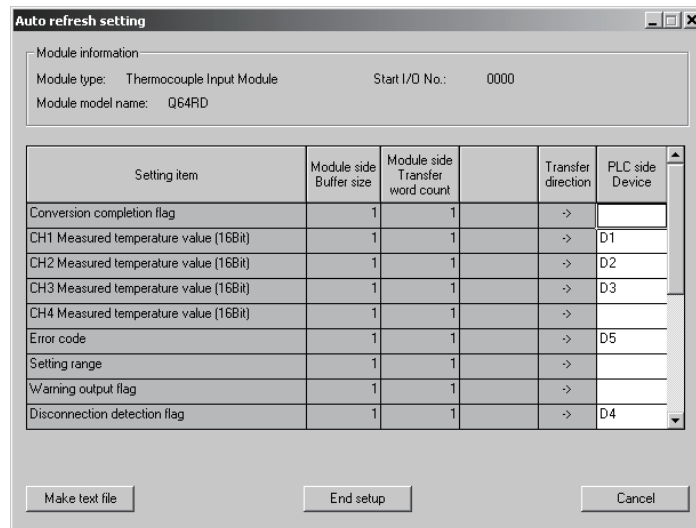 Auto refresh setting
Module information
Module type: Thermocouple Input Module Start I/O No.: 0000
Module model name: Q64RD
Setting item
Module side
Buffer size
Module side
Transfer
word count
Transfer
direction
PLC side
Device
Conversion completion flag 1 1 ->
CH1 Measured temperature value (16Bit) 1 1 -> D1
CH2 Measured temperature value (16Bit) 1 1 -> D2
CH3 Measured temperature value (16Bit) 1 1 -> D3
CH4 Measured temperature value (16Bit) 1 1 ->
Error code 1 1 -> D5
Setting range 1 1 ->
Warning output flag 1 1 ->
Disconnection detection flag 1 1 -> D4
Make text file End setup Cancel